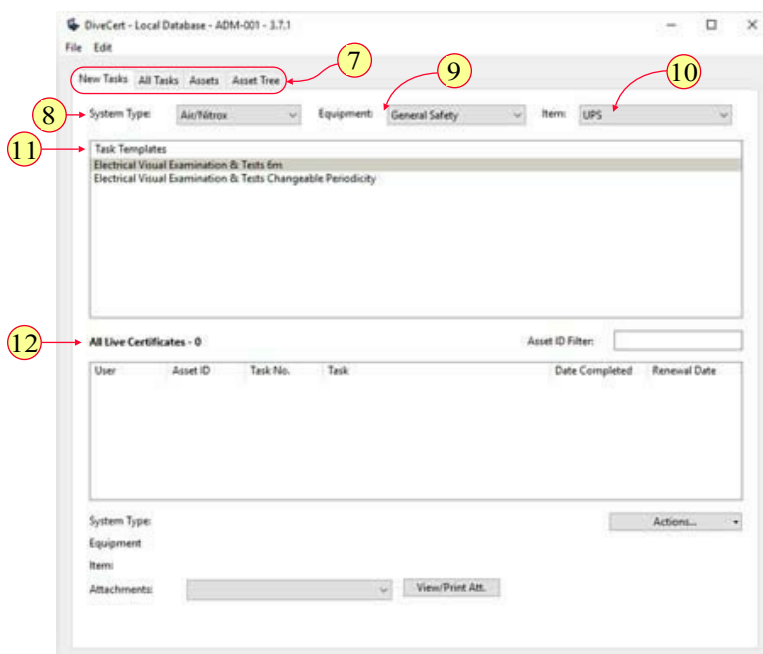 DiveCert - Local Database - ADM-001 - 3.7.1
File Edit
7
New Tasks All Tasks Assets Asset Tree
9
10
8
System Type: Air/Nitrox Equipment: General Safety Item: UPS
11
Task Templates
Electrical Visual Examination & Tests 6m
Electrical Visual Examination & Tests Changeable Periodicity
12
All Live Certificates - 0 Asset ID Filter:
User Asset ID Task No. Task Date Completed Renewal Date
System Type: Actions...
Equipment
Item:
Attachments: View/Print Att.